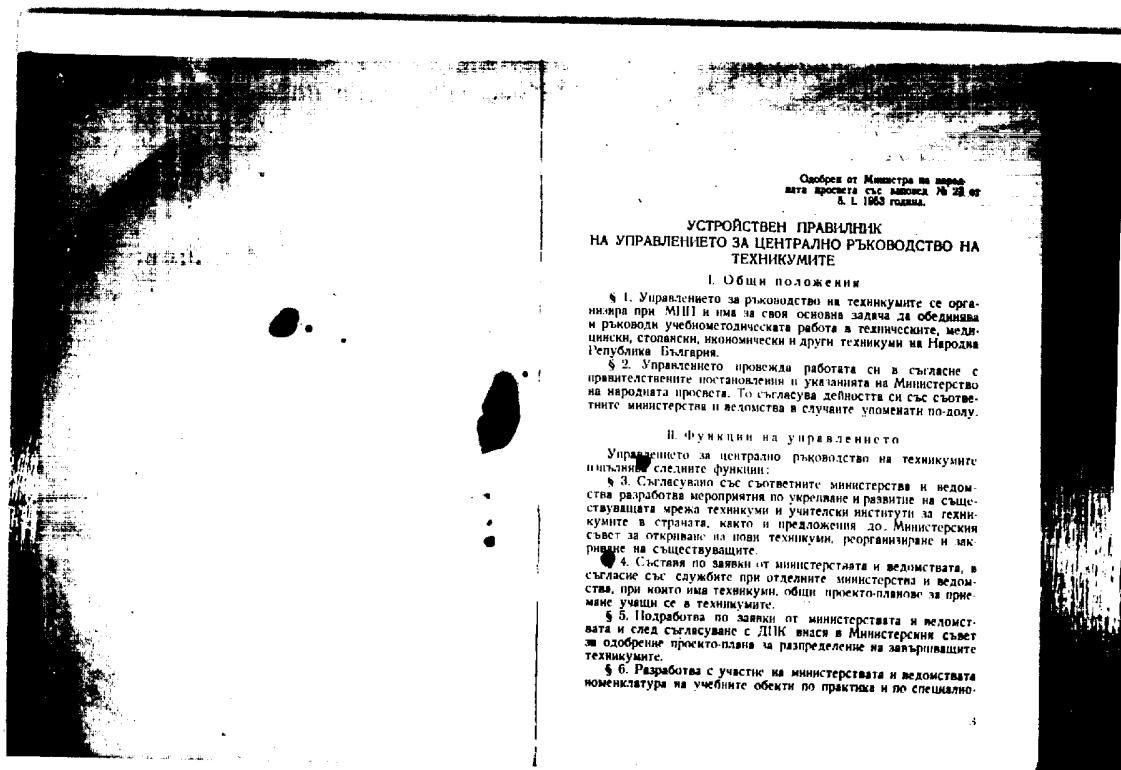 Одобрен от Министра на народ-
ната просвета със заповед № 22 от
5. I. 1953 година.
УСТРОЙСТВЕН ПРАВИЛНИК
НА УПРАВЛЕНИЕТО ЗА ЦЕНТРАЛНО РЪКОВОДСТВО НА
ТЕХНИКУМИТЕ
I. Общи положения
§ 1. Управлението за ръководство на техникумите се орга-
низира при МНП и има за своя основна задача да обединява
и ръководи учебнометодическата работа в техническите, меди-
цински, стопански, икономически и други техникуми на Народна
Република България.
§ 2. Управлението провежда работата си в съгласие с
правителствените постановления и указанията на Министерство
на народната просвета. То съгласува дейността си със съответ-
тните министерства и ведомства в случаите упоменати по-долу.
II. Функции на управлението
Управлението за централно ръководство на техникумите
изпълнява следните функции:
§ 3. Съгласувано със съответните министерства и ведом-
ства разработва мероприятия по укрепване и развитие на съще-
ствуващата мрежа техникуми и учителски институти за техни-
кумите в страната, както и предложения до Министерския
съвет за откриване на нови техникуми, реорганизиране и зак-
риване на съществуващите.
4. Съставя по заявки от министерствата и ведомствата, в
съгласие със службите при отделните министерства и ведом-
ства, при които има техникуми, общи проекто-планове за прие-
мане учащи се в техникумите.
§ 5. Подработва по заявки от министерствата и ведомст-
вата и след съгласуване с ДПК внася в Министерския съвет
за одобрение проекто-плана за разпределение на завършващите
техникумите.
§ 6. Разработва с участие на министерствата и ведомствата
номенклатура на учебните обекти по практика и по специално-
3